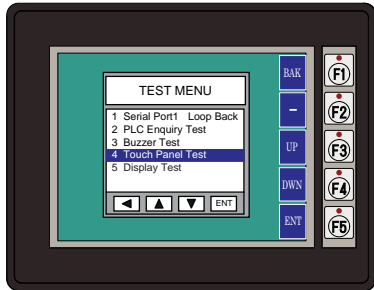 TEST MENU
1 Serial Port1 Loop Back
2 PLC Enquiry Test
3 Buzzer Test
4 Touch Panel Test
5 Display Test
ENT
BAK
–
UP
DWN
ENT
F1
F2
F3
F4
F5